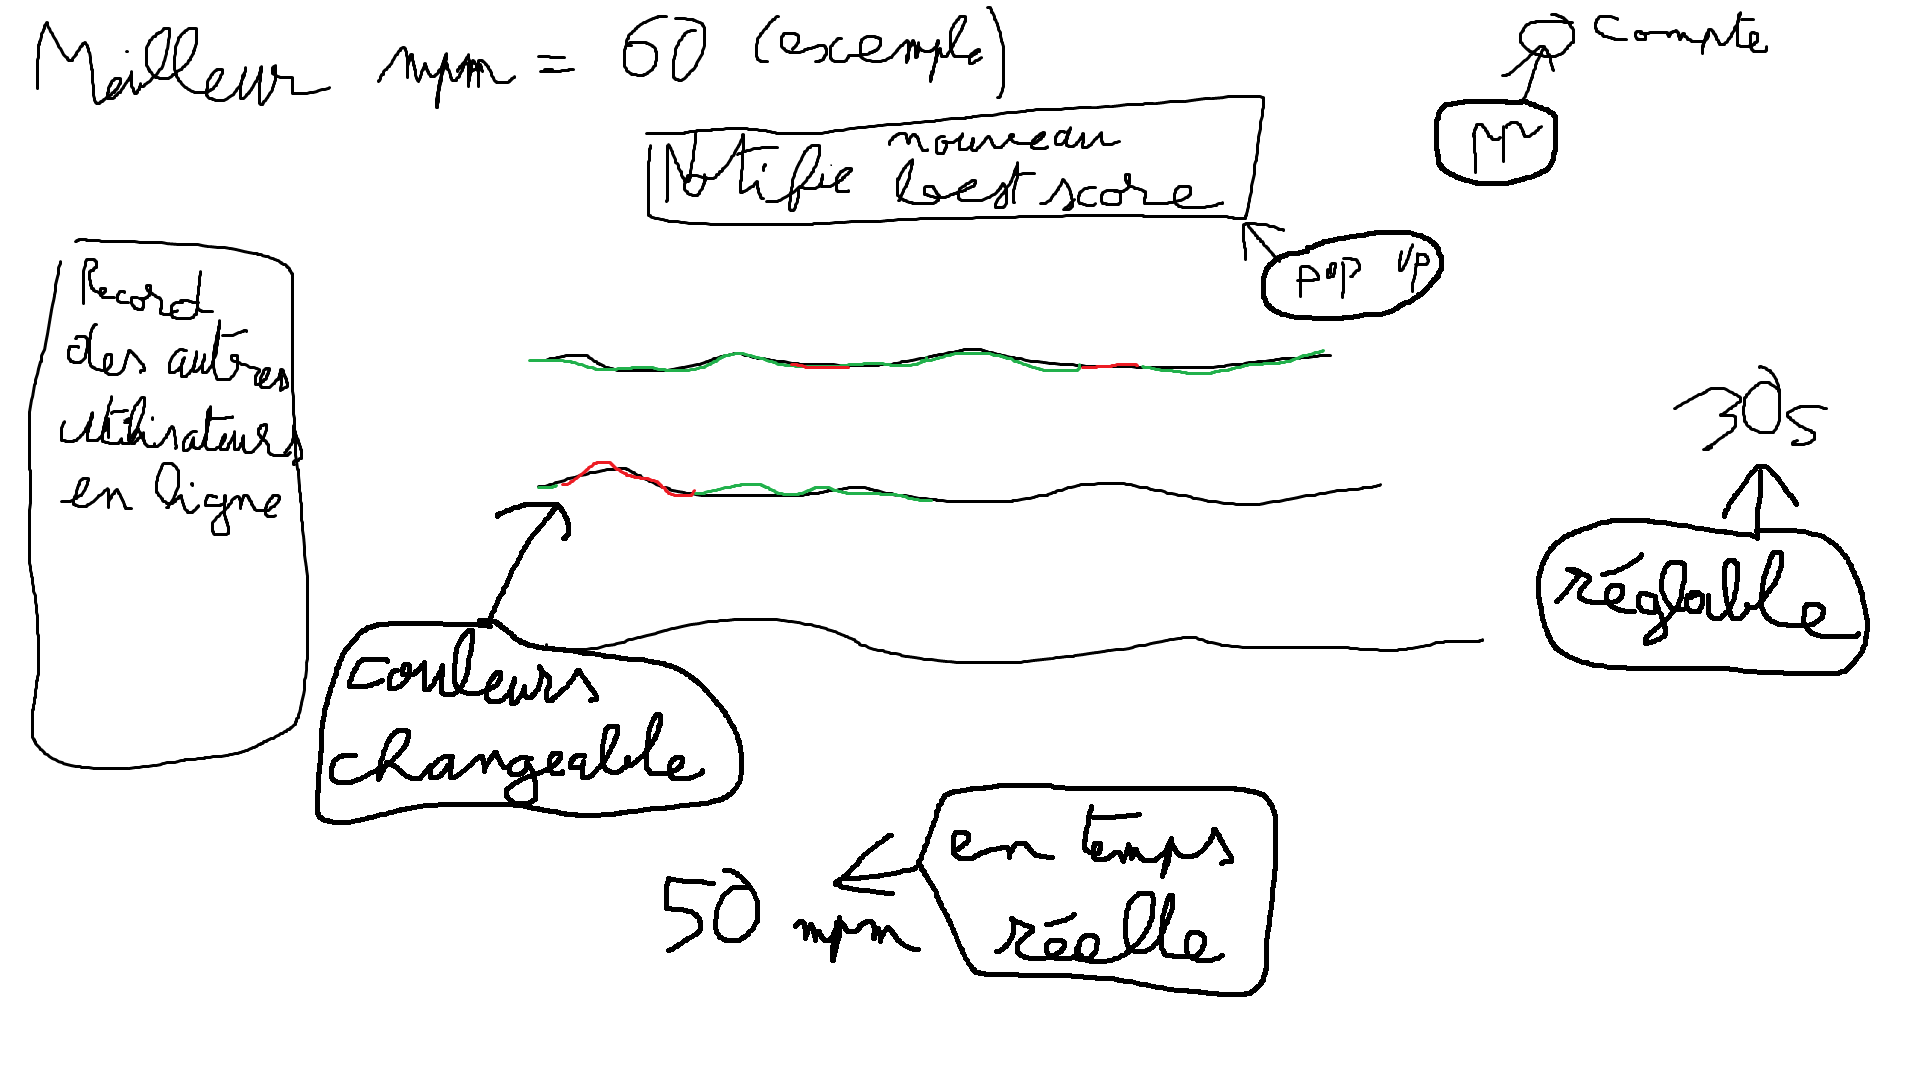 Meilleur mpm = 60 (exemple)
Compte
PP
Notifie nouveau
best score
pop up
Record
des autres
utilisateurs
en ligne
30s
réglable
couleurs
changeable
50 mpm
en temps
réelle